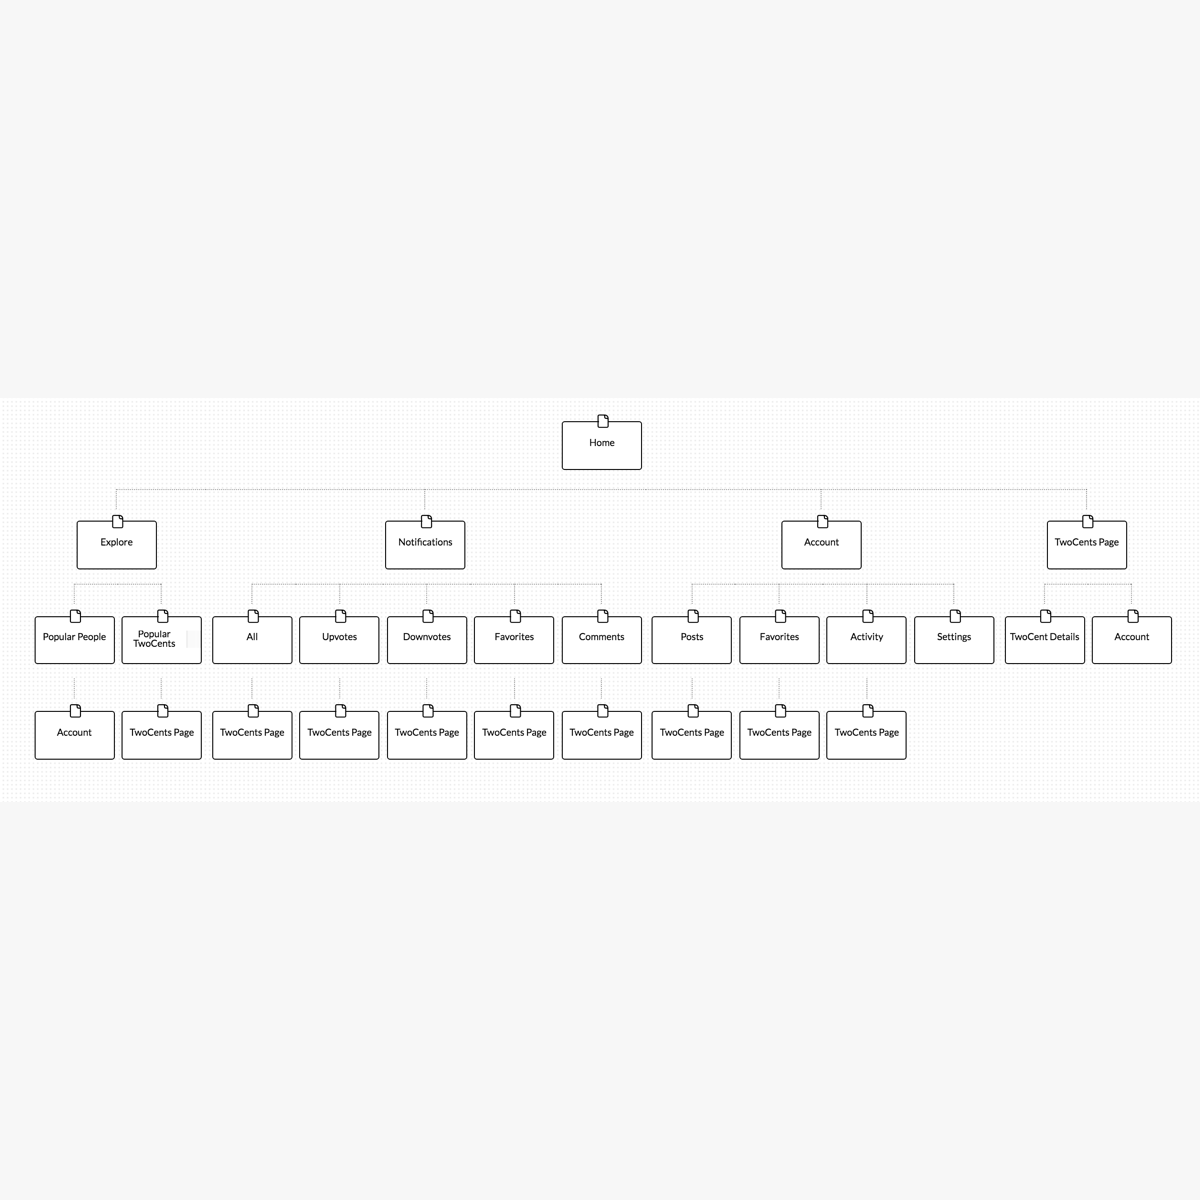 Home
Explore
Notifications
Account
TwoCents Page
Popular People
Popular
TwoCents
All
Upvotes
Downvotes
Favorites
Comments
Posts
Favorites
Activity
Settings
TwoCent Details
Account
Account
TwoCents Page
TwoCents Page
TwoCents Page
TwoCents Page
TwoCents Page
TwoCents Page
TwoCents Page
TwoCents Page
TwoCents Page